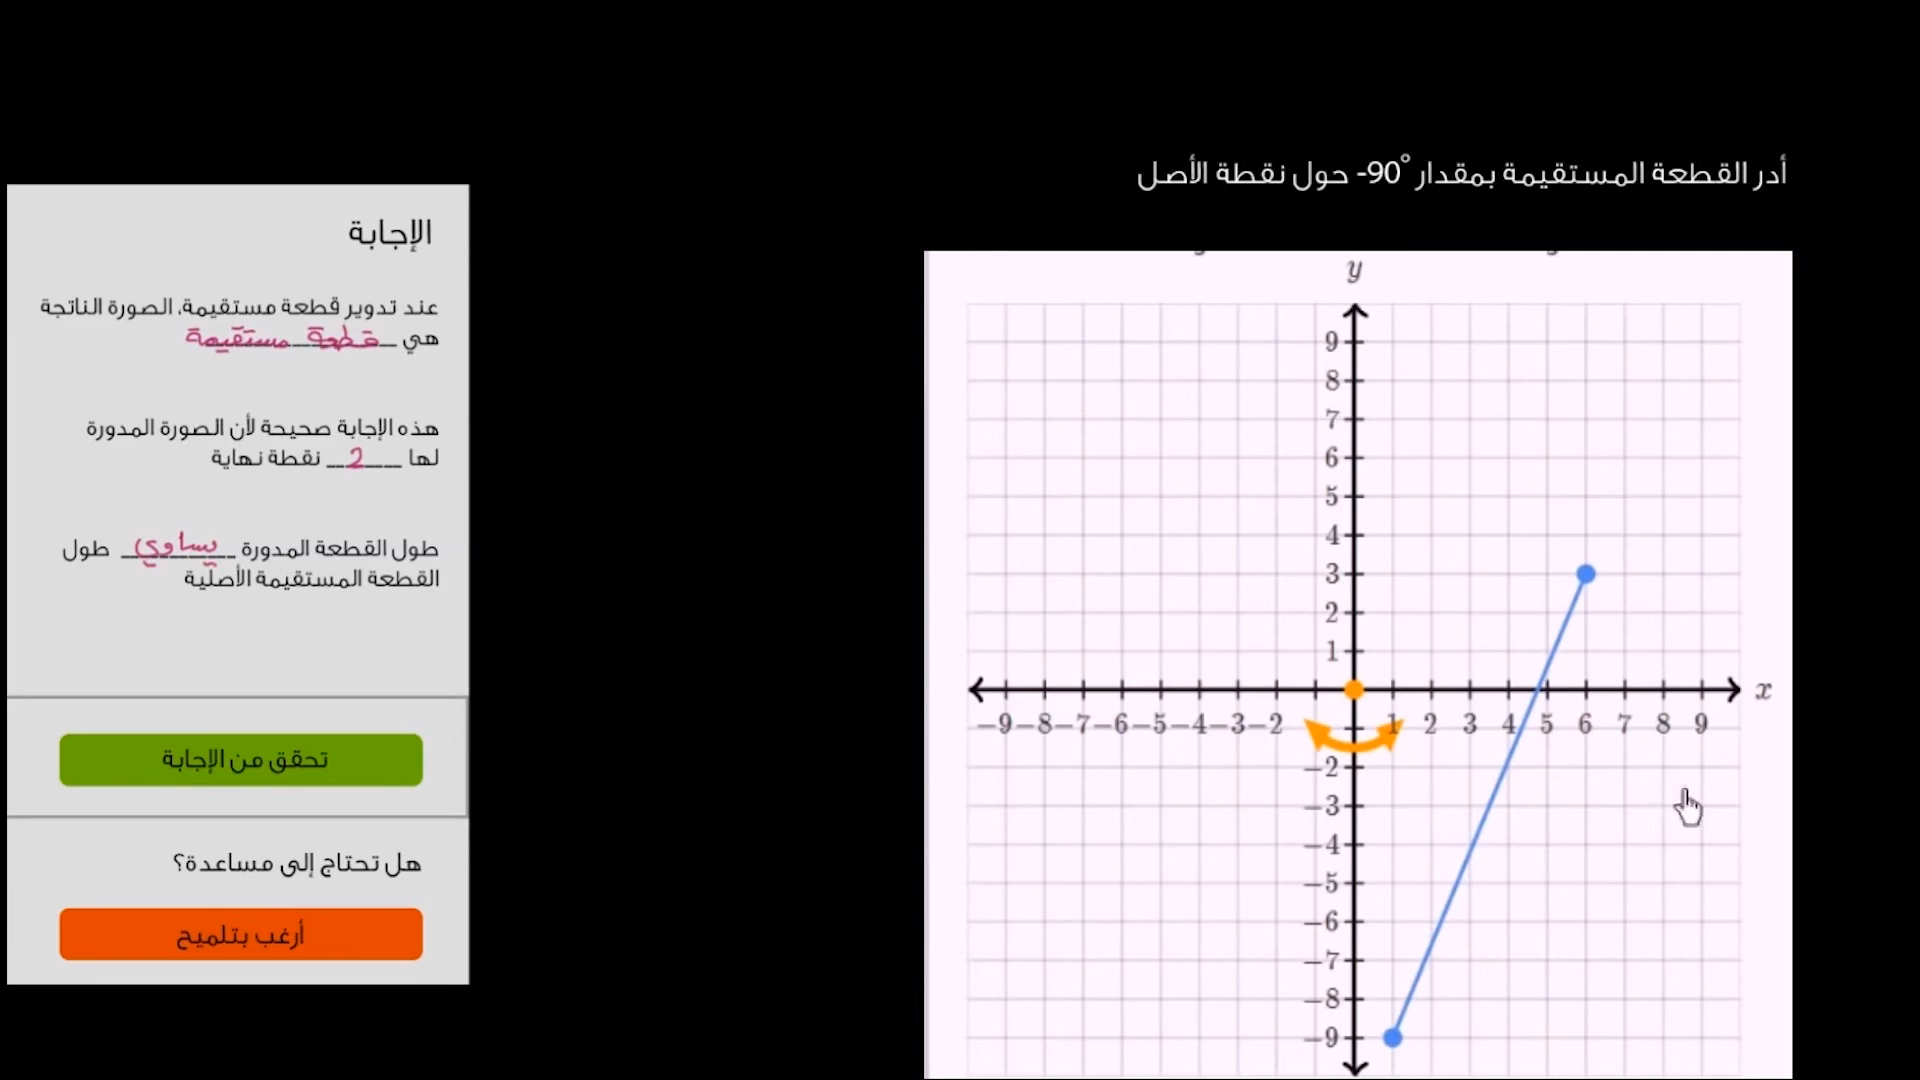 أدر القطعة المستقيمة بمقدار °90- حول نقطة الأصل
الإجابة
عند تدوير قطعة مستقيمة، الصورة الناتجة
هي قطعة مستقيمة
هذه الإجابة صحيحة لأن الصورة المدورة
لها 2 نقطة نهاية
طول القطعة المدورة يساوي طول
القطعة المستقيمة الأصلية
تحقق من الإجابة
هل تحتاج إلى مساعدة؟
أرغب بتلميح
y
9
8
7
6
5
4
3
2
1
x
−9 −8 −7 −6 −5 −4 −3 −2 1 2 3 4 5 6 7 8 9
−2
−3
−4
−5
−6
−7
−8
−9